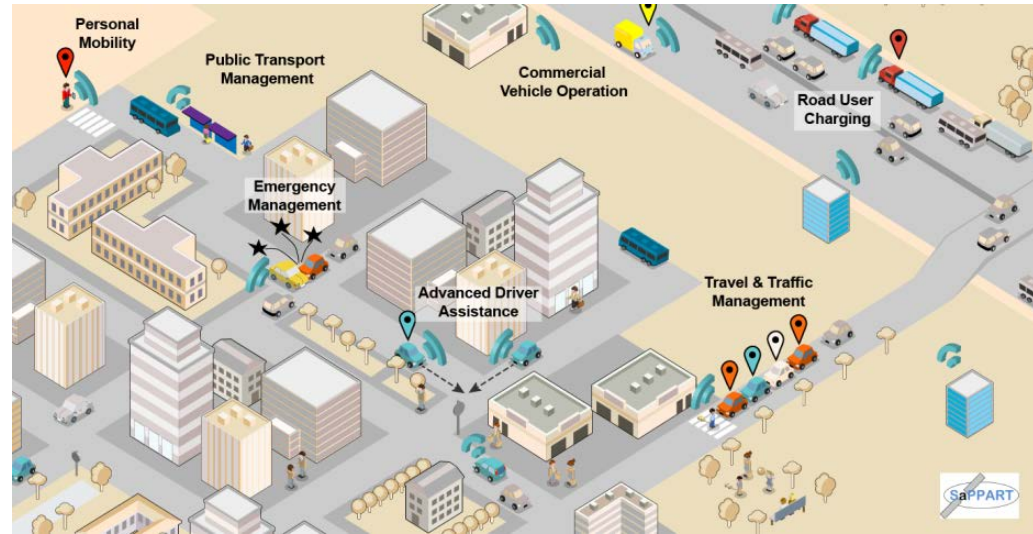 Personal
Mobility
Public Transport
Management
Commercial
Vehicle Operation
Road User
Charging
Emergency
Management
Advanced Driver
Assistance
Travel & Traffic
Management
SaPPART